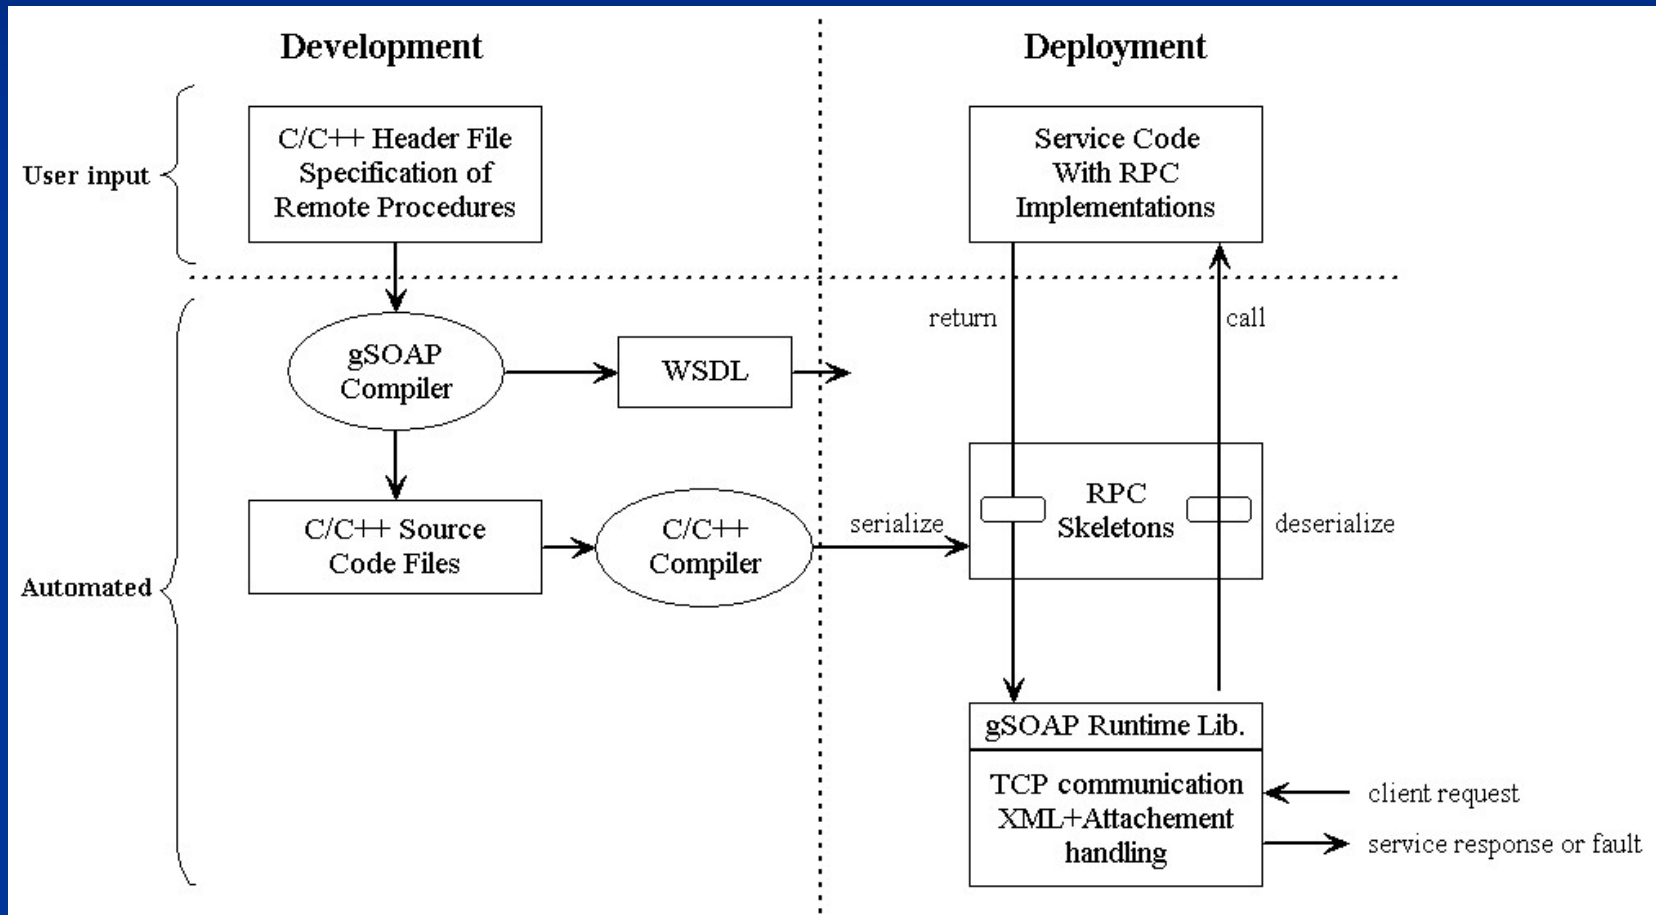 Development
Deployment
User input
C/C++ Header File
Specification of
Remote Procedures
Service Code
With RPC
Implementations
return
call
gSOAP
Compiler
WSDL
Automated
C/C++ Source
Code Files
C/C++
Compiler
serialize
RPC
Skeletons
deserialize
gSOAP Runtime Lib.
TCP communication
XML+Attachement
handling
client request
service response or fault